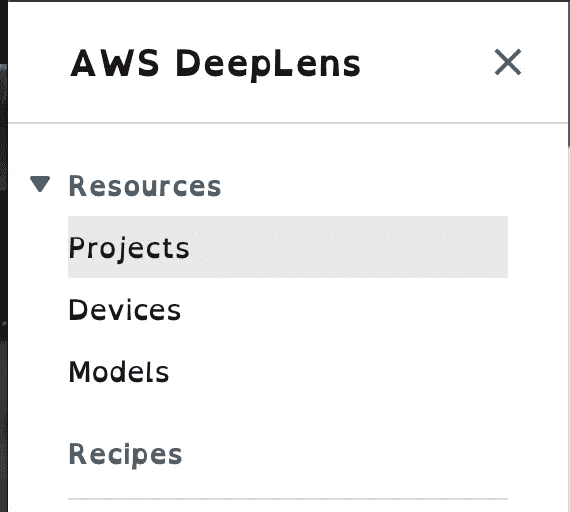 AWS DeepLens
Resources
Projects
Devices
Models
Recipes